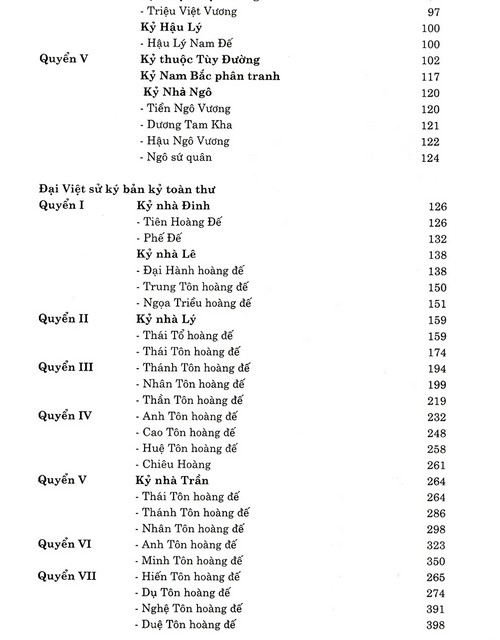 - Triệu Việt Vương 97
Kỷ Hậu Lý 100
- Hậu Lý Nam Đế 100
Quyển V Kỷ thuộc Tùy Đường 102
Kỷ Nam Bắc phân tranh 117
Kỷ Nhà Ngô 120
- Tiền Ngô Vương 120
- Dương Tam Kha 121
- Hậu Ngô Vương 122
- Ngô sứ quân 124
Đại Việt sử ký bản kỷ toàn thư
Quyển I Kỷ nhà Đinh 126
- Tiên Hoàng Đế 126
- Phế Đế 132
Kỷ nhà Lê 138
- Đại Hành hoàng đế 138
- Trung Tôn hoàng đế 150
- Ngọa Triều hoàng đế 151
Quyển II Kỷ nhà Lý 159
- Thái Tổ hoàng đế 159
- Thái Tôn hoàng đế 174
Quyển III - Thánh Tôn hoàng đế 194
- Nhân Tôn hoàng đế 199
- Thần Tôn hoàng đế 219
Quyển IV - Anh Tôn hoàng đế 232
- Cao Tôn hoàng đế 248
- Huệ Tôn hoàng đế 258
- Chiêu Hoàng 261
Quyển V Kỷ nhà Trần 264
- Thái Tôn hoàng đế 264
- Thánh Tôn hoàng đế 286
- Nhân Tôn hoàng đế 298
Quyển VI - Anh Tôn hoàng đế 323
- Minh Tôn hoàng đế 350
Quyển VII - Hiến Tôn hoàng đế 265
- Dụ Tôn hoàng đế 274
- Nghệ Tôn hoàng đế 391
- Duệ Tôn hoàng đế 398